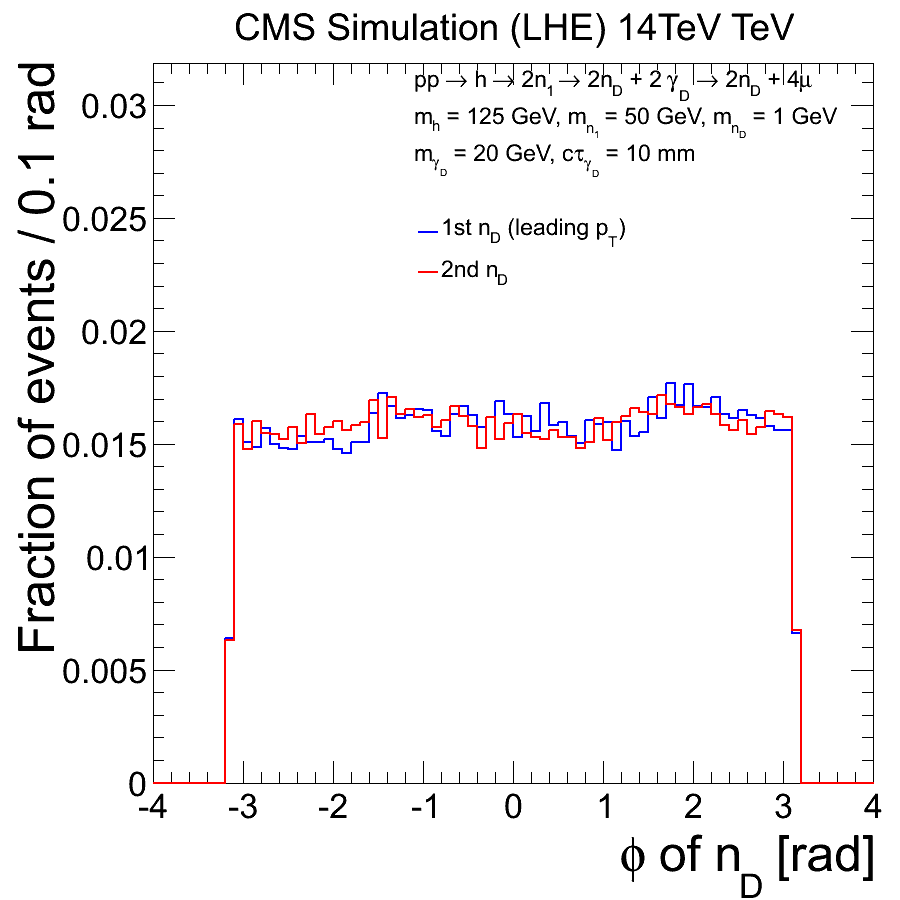 CMS Simulation (LHE) 14TeV TeV
pp → h → 2n1 → 2nD + 2 γD → 2nD + 4μ
mh = 125 GeV, mn1 = 50 GeV, mnD = 1 GeV
mγD = 20 GeV, cτγD = 10 mm
1st nD (leading pT)
2nd nD
Fraction of events / 0.1 rad
0.03
0.025
0.02
0.015
0.01
0.005
0
-4 -3 -2 -1 0 1 2 3 4
ϕ of nD [rad]